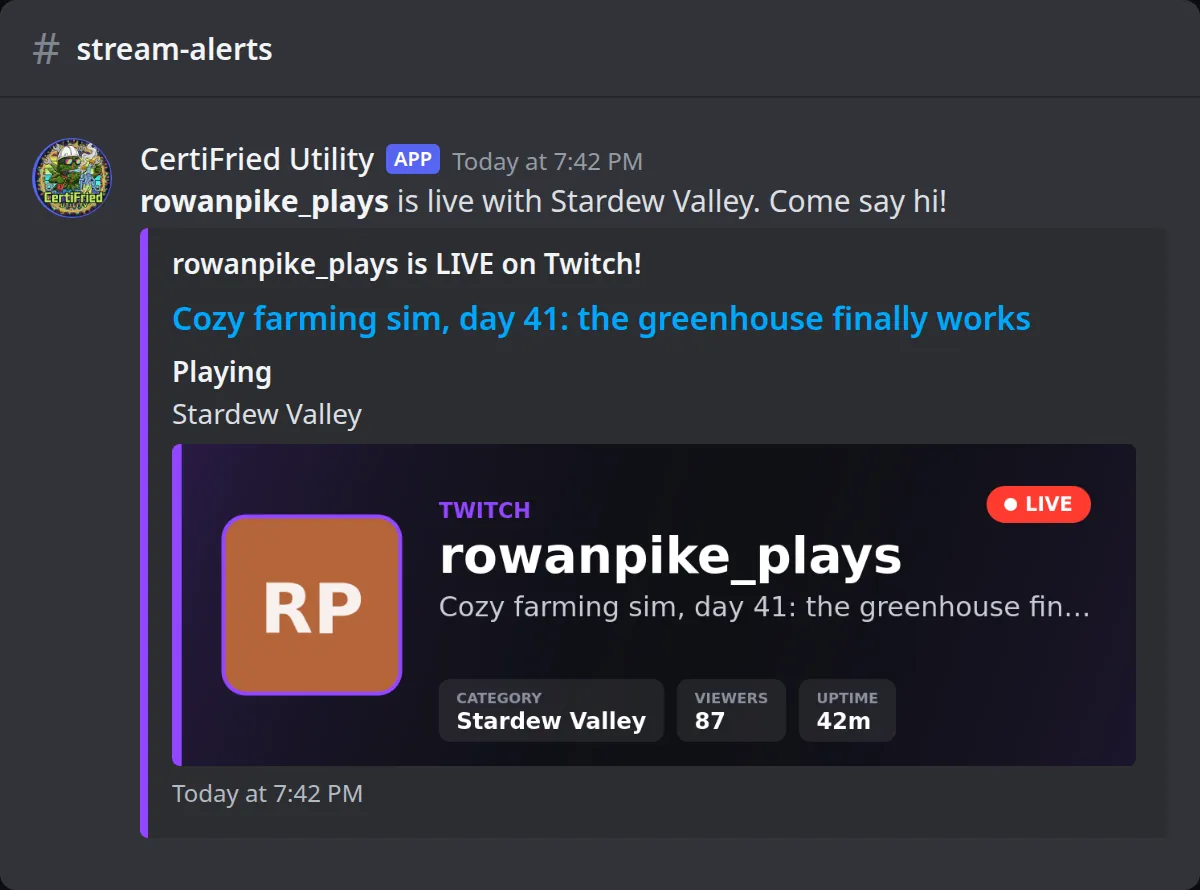 # stream-alerts
CertiFried
CertiFried Utility APP Today at 7:42 PM
rowanpike_plays is live with Stardew Valley. Come say hi!
rowanpike_plays is LIVE on Twitch!
Cozy farming sim, day 41: the greenhouse finally works
Playing
Stardew Valley
TWITCH
LIVE
rowanpike_plays
Cozy farming sim, day 41: the greenhouse fin...
RP
CATEGORY VIEWERS UPTIME
Stardew Valley 87 42m
Today at 7:42 PM